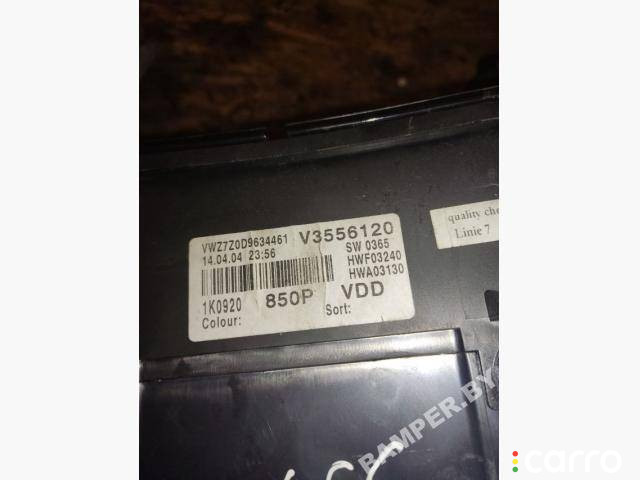 VWZ7Z0D9634461 V3556120
14.04.04 23:56 SW 0365
HWF03240
HWA03130
1K0920 850P VDD
Colour: Sort:
quality che
Linie 7
BAMPER.BY
carro